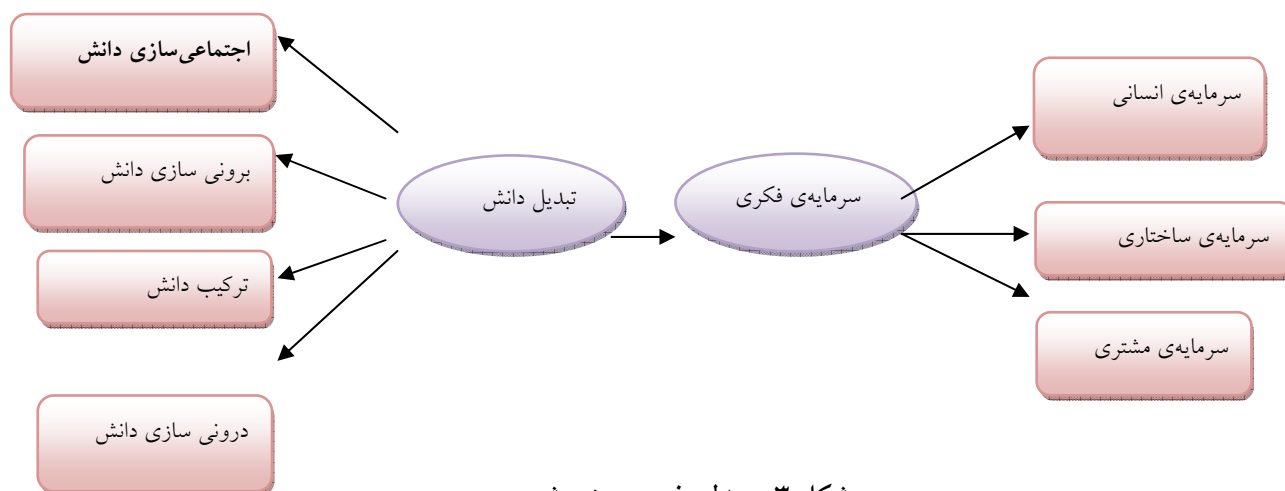 اجتماعی‌سازی دانش
برونی سازی دانش
ترکیب دانش
درونی سازی دانش
تبدیل دانش
سرمایه‌ی فکری
سرمایه‌ی انسانی
سرمایه‌ی ساختاری
سرمایه‌ی مشتری